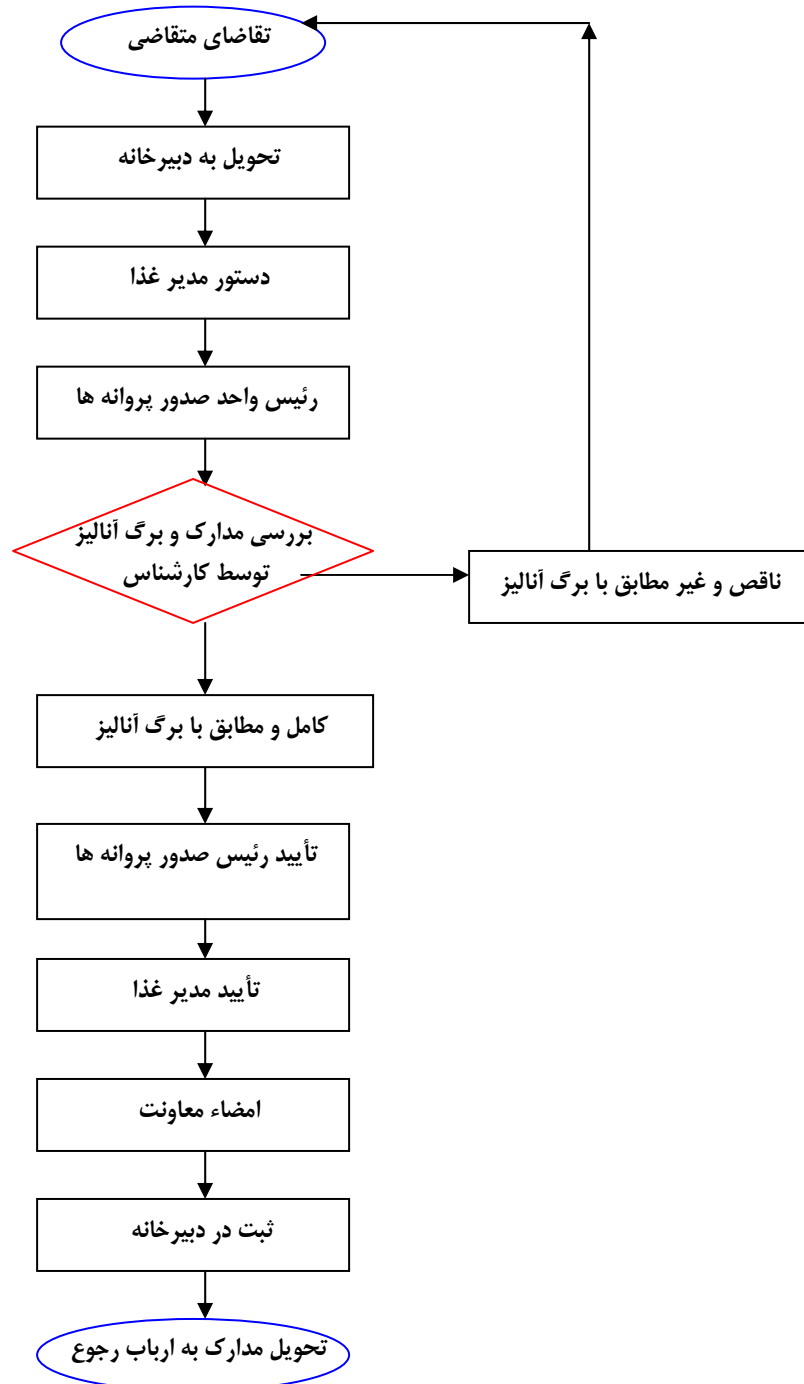 تقاضای متقاضی
تحویل به دبیرخانه
دستور مدیر غذا
رئیس واحد صدور پروانه ها
بررسی مدارک و برگ آنالیز
توسط کارشناس
ناقص و غیر مطابق با برگ آنالیز
کامل و مطابق با برگ آنالیز
تأیید رئیس صدور پروانه ها
تأیید مدیر غذا
امضاء معاونت
ثبت در دبیرخانه
تحویل مدارک به ارباب رجوع